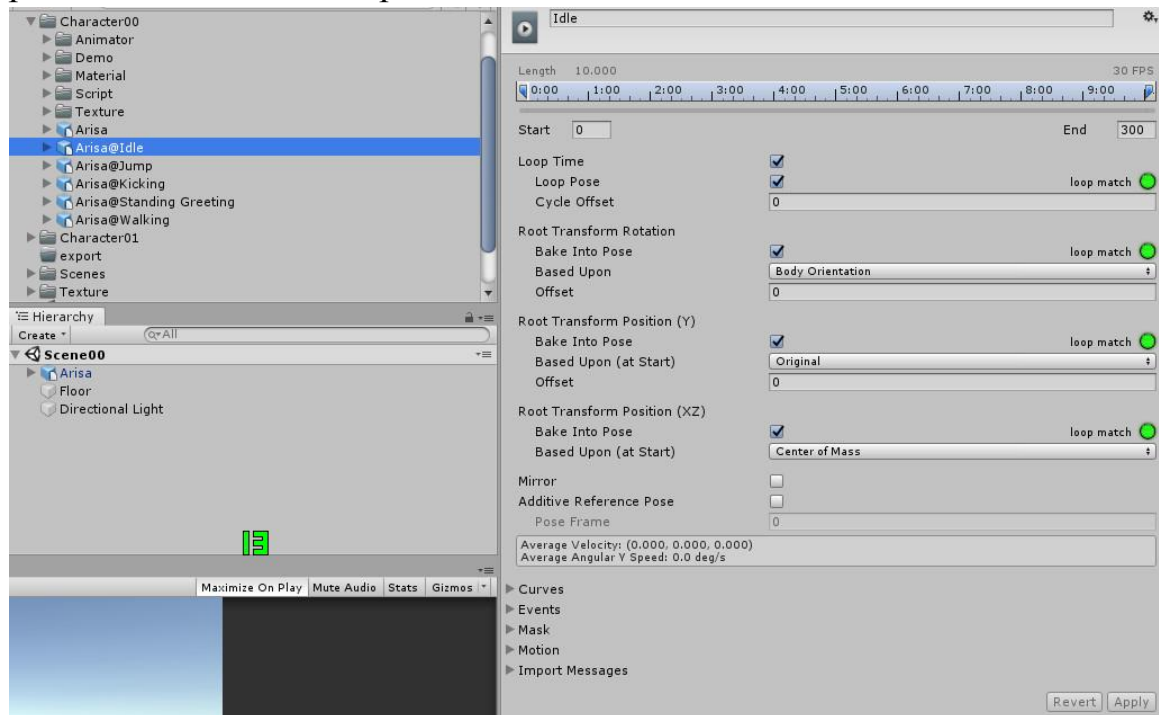 Character00
Animator
Demo
Material
Script
Texture
Arisa
Arisa@Idle
Arisa@Jump
Arisa@Kicking
Arisa@Standing Greeting
Arisa@Walking
Character01
export
Scenes
Texture
Hierarchy
Create All
Scene00
Arisa
Floor
Directional Light
13
Maximize On Play Mute Audio Stats Gizmos
Idle
Length 10.000 30 FPS
0:00 1:00 2:00 3:00 4:00 5:00 6:00 7:00 8:00 9:00
Start 0 End 300
Loop Time
Loop Pose loop match
Cycle Offset 0
Root Transform Rotation
Bake Into Pose loop match
Based Upon Body Orientation
Offset 0
Root Transform Position (Y)
Bake Into Pose loop match
Based Upon (at Start) Original
Offset 0
Root Transform Position (XZ)
Bake Into Pose loop match
Based Upon (at Start) Center of Mass
Mirror
Additive Reference Pose
Pose Frame 0
Average Velocity: (0.000, 0.000, 0.000)
Average Angular Y Speed: 0.0 deg/s
Curves
Events
Mask
Motion
Import Messages
Revert Apply